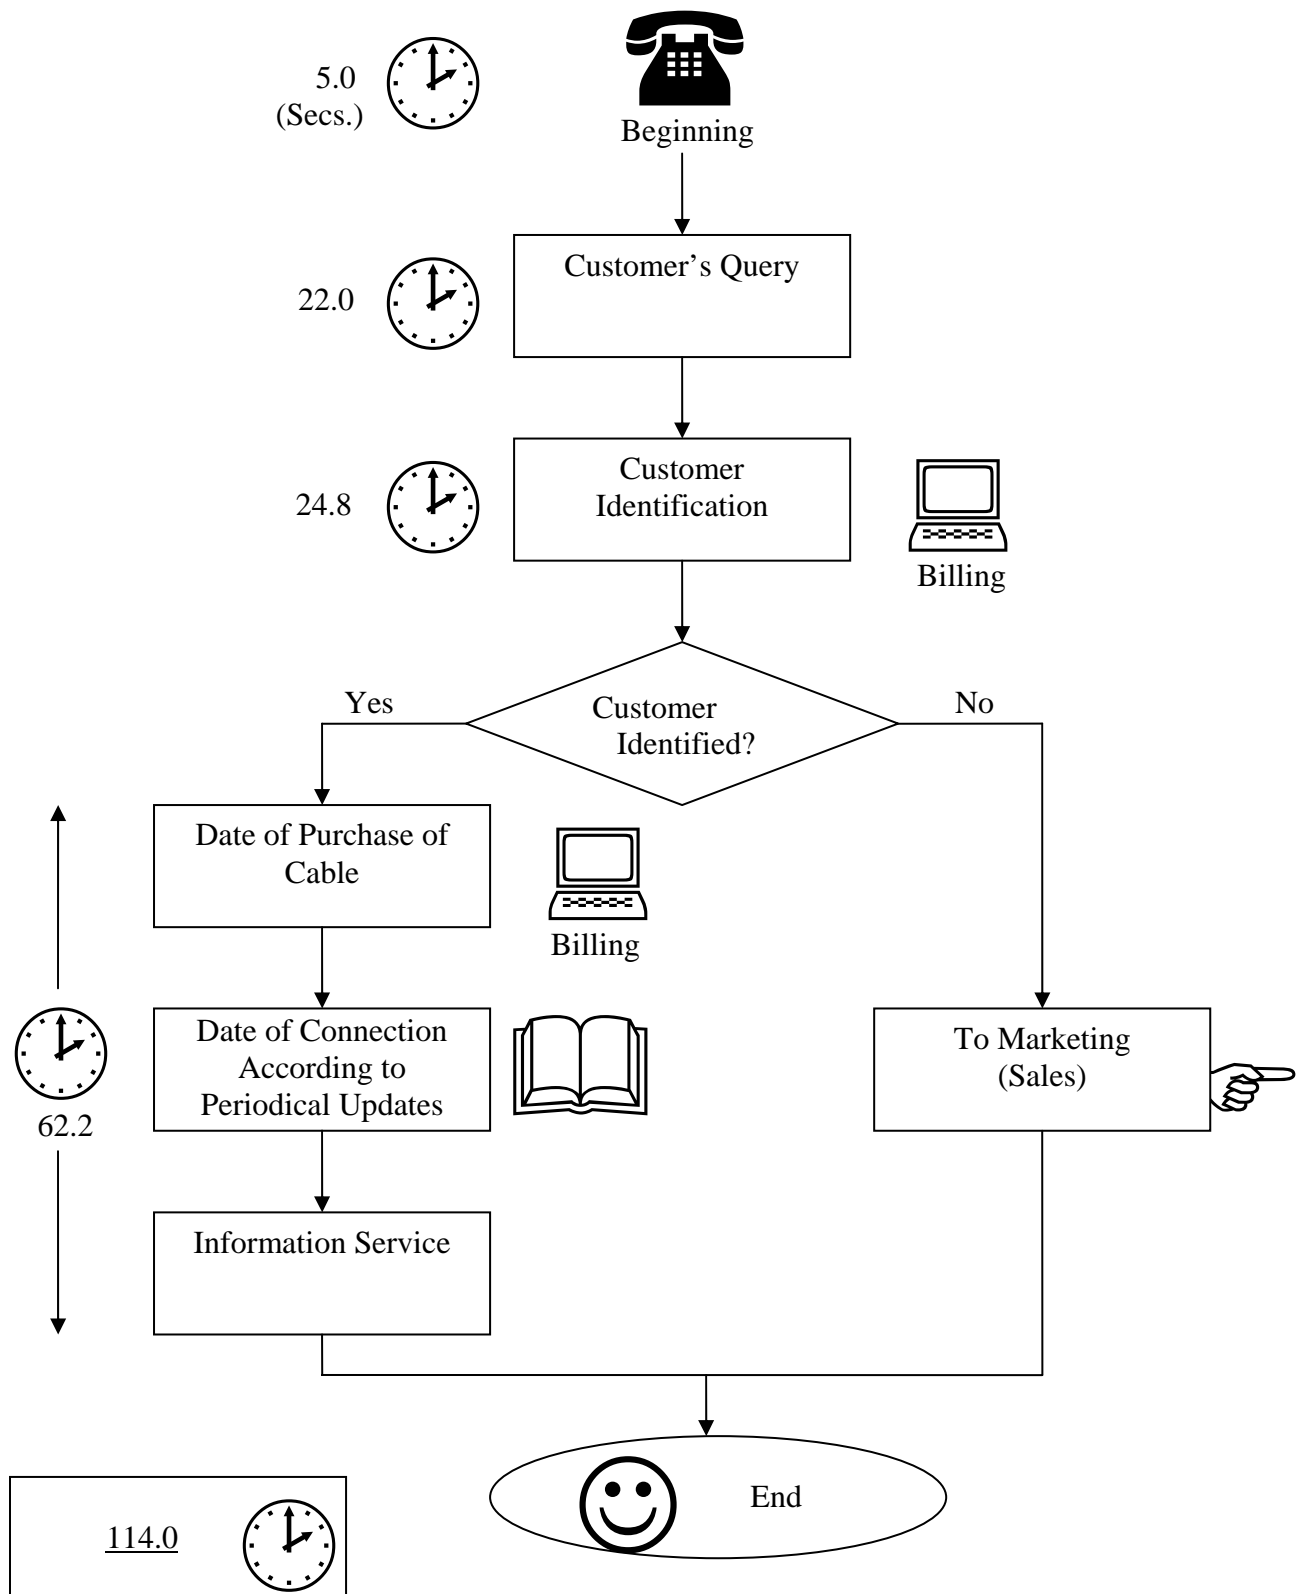 5.0
(Secs.)
Beginning
22.0
Customer’s Query
24.8
Customer
Identification
Billing
Yes
Customer
Identified?
No
Date of Purchase of
Cable
Billing
62.2
Date of Connection
According to
Periodical Updates
To Marketing
(Sales)
Information Service
End
114.0